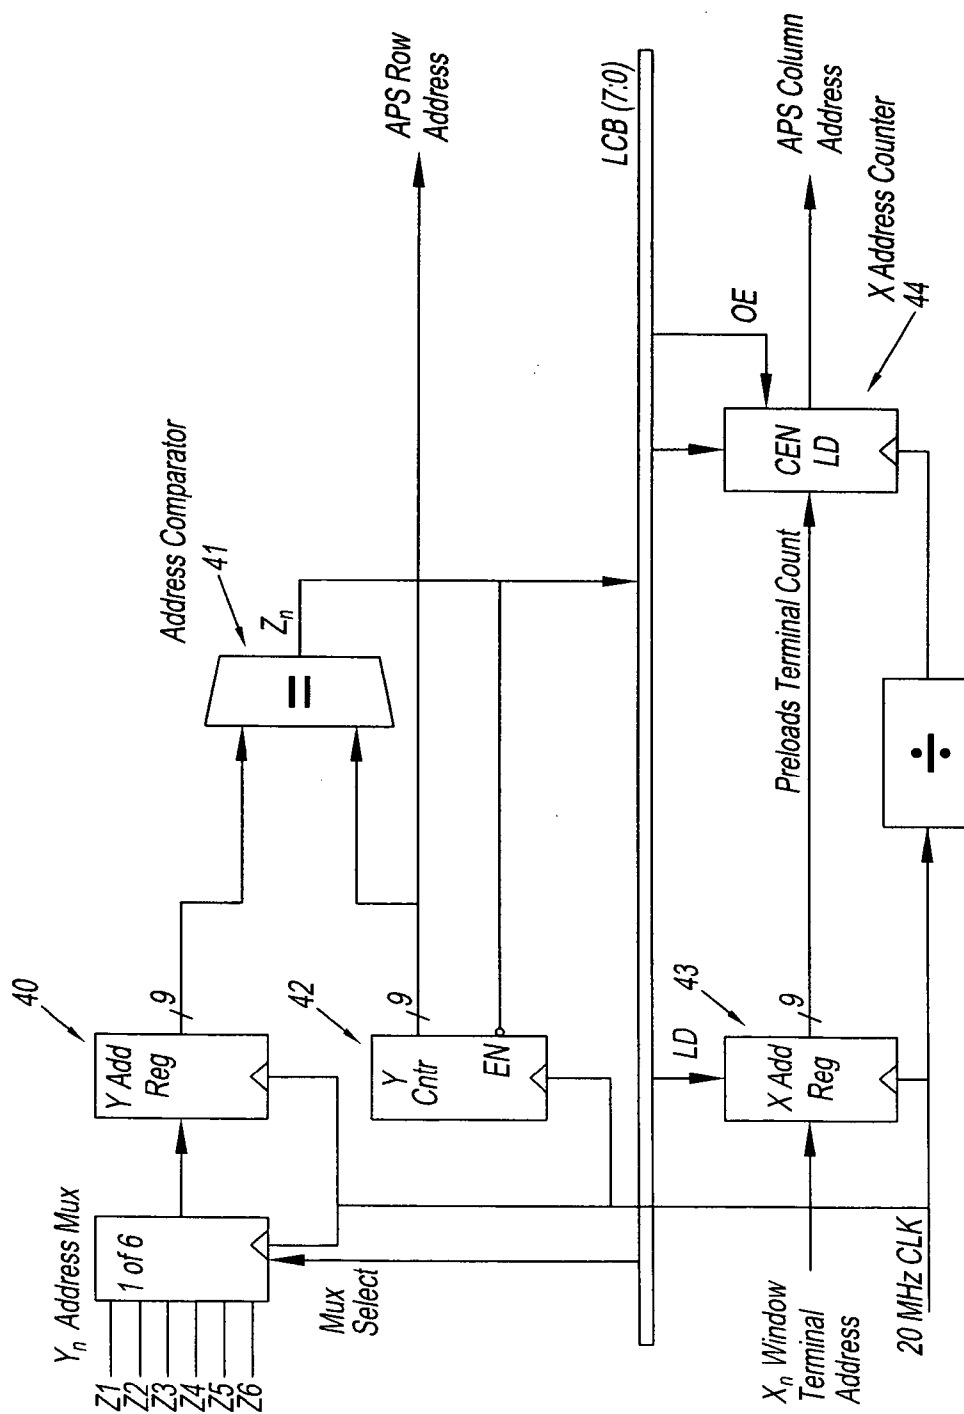 Yn Address Mux
Z1
Z2
Z3
Z4
Z5
Z6
1 of 6
Mux
Select
40
Y Add
Reg
9
42
Y
Cntr
EN
9
Address Comparator
41
=
Zn
APS Row
Address
LCB (7:0)
Xn Window
Terminal
Address
20 MHz CLK
LD
43
X Add
Reg
9
Preloads Terminal Count
÷
CEN
LD
OE
APS Column
Address
X Address Counter
44